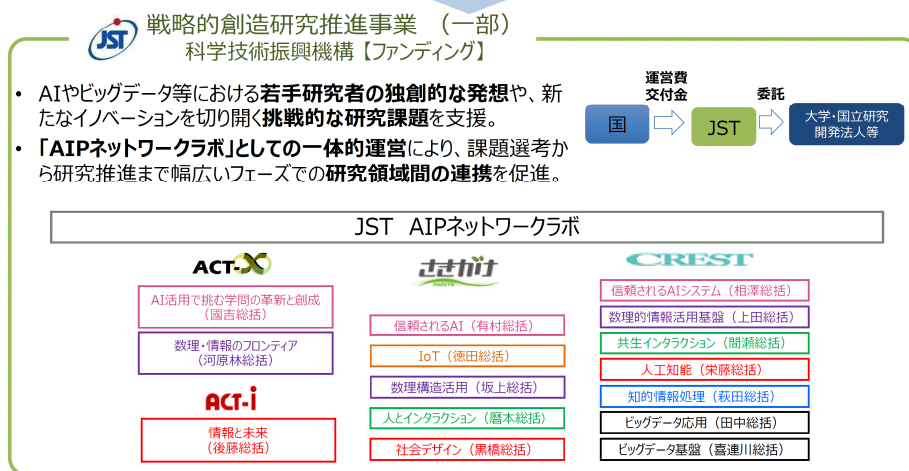 JST
戦略的創造研究推進事業 （一部）
科学技術振興機構【ファンディング】
• AIやビッグデータ等における若手研究者の独創的な発想や、新
たなイノベーションを切り開く挑戦的な研究課題を支援。
• 「AIPネットワークラボ」としての一体的運営により、課題選考か
ら研究推進まで幅広いフェーズでの研究領域間の連携を促進。
運営費
交付金
委託
国
JST
大学・国立研究
開発法人等
JST AIPネットワークラボ
ACT-X
AI活用で挑む学問の革新と創成
（國吉総括）
数理・情報のフロンティア
（河原林総括）
ACT-i
情報と未来
（後藤総括）
さきがけ
PRESTO
信頼されるAI（有村総括）
IoT（徳田総括）
数理構造活用（坂上総括）
人とインタラクション（暦本総括）
社会デザイン（黒橋総括）
CREST
信頼されるAIシステム（相澤総括）
数理的情報活用基盤（上田総括）
共生インタラクション（間瀬総括）
人工知能（栄藤総括）
知的情報処理（萩田総括）
ビッグデータ応用（田中総括）
ビッグデータ基盤（喜連川総括）